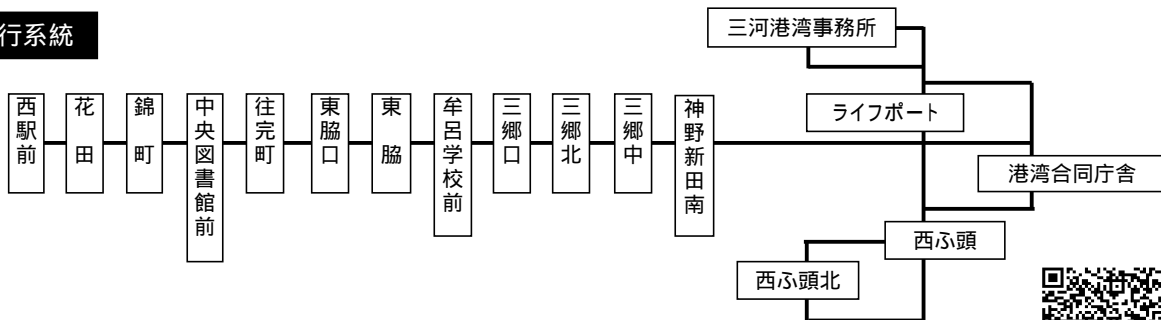 行系統
三河港湾事務所
西駅前
花田
錦町
中央図書館前
往完町
東脇口
東脇
牟呂学校前
三郷口
三郷北
三郷中
神野新田南
ライフポート
港湾合同庁舎
西ふ頭
西ふ頭北